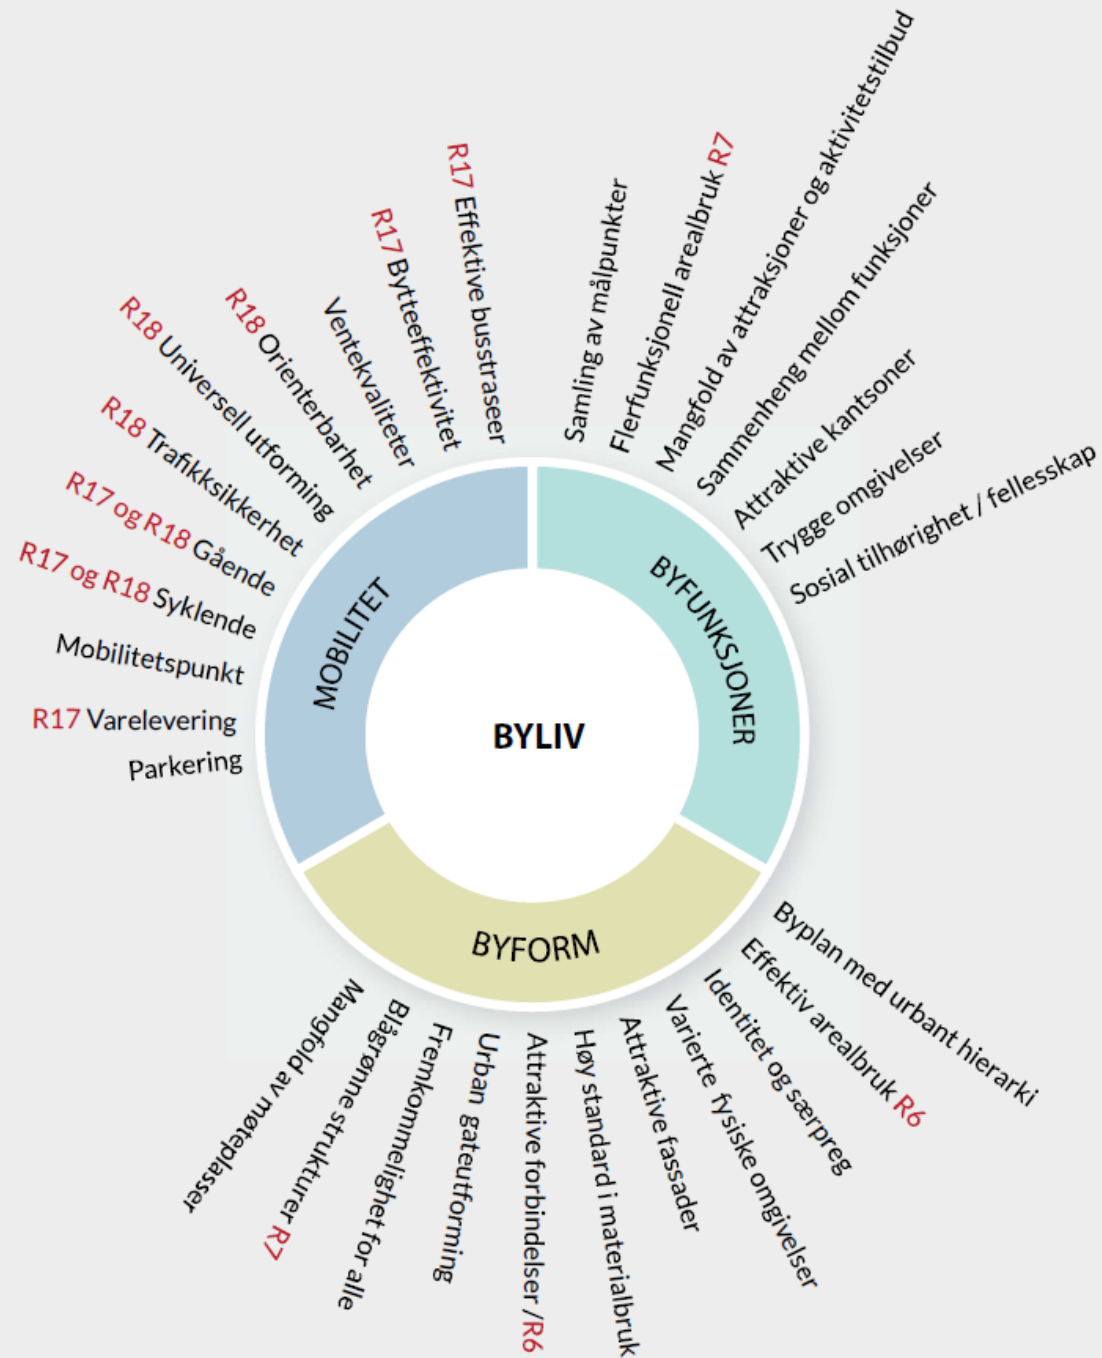 BYLIV
MOBILITET
R17 Effektive busstraseer
R17 Bytteeffektivitet
Ventekvaliteter
R18 Orienterbarhet
R18 Universell utforming
R18 Trafikksikkerhet
R17 og R18 Gående
R17 og R18 Syklende
Mobilitetspunkt
R17 Varelevering
Parkering
BYFUNKSJONER
Samling av målpunkter
Flerfunksjonell arealbruk R7
Mangfold av attraksjoner og aktivitetstilbud
Sammenheng mellom funksjoner
Attraktive kantsoner
Trygge omgivelser
Sosial tilhørighet / fellesskap
BYFORM
Byplan med urbant hierarki
Effektiv arealbruk R6
Identitet og særpreg
Varierte fysiske omgivelser
Attraktive fassader
Høy standard i materialbruk
Attraktive forbindelser /R6
Urban gateutforming
Fremkommelighet for alle
Blågrønne strukturer R7
Mangfold av møteplasser